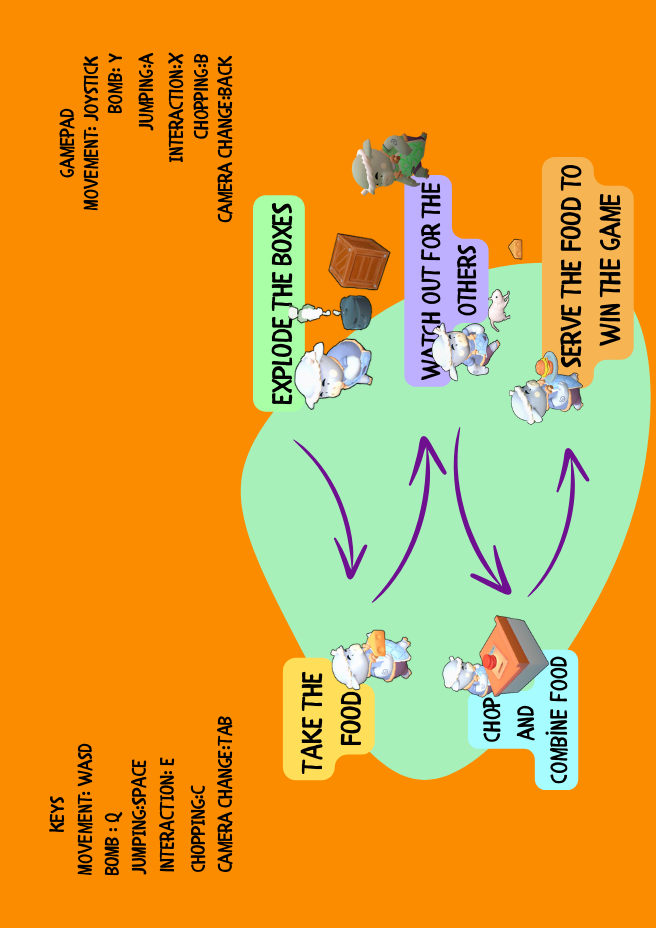 KEYS
MOVEMENT: WASD
BOMB : Q
JUMPING:SPACE
INTERACTION: E
CHOPPING:C
CAMERA CHANGE:TAB
GAMEPAD
MOVEMENT: JOYSTICK
BOMB: Y
JUMPING:A
INTERACTION:X
CHOPPING:B
CAMERA CHANGE:BACK
EXPLODE THE BOXES
TAKE THE
FOOD
WATCH OUT FOR THE
OTHERS
CHOP
AND
COMBINE FOOD
SERVE THE FOOD TO
WIN THE GAME